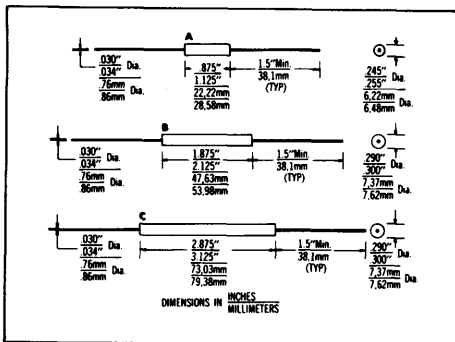 A
.030"
.034" Dia.
.76mm
.86mm Dia.
.875"
1.125"
22,22mm
28,58mm
1.5" Min.
38,1mm
(TYP)
.245"
.255" Dia.
6,22mm
6,48mm Dia.
B
.030"
.034" Dia.
.76mm
.86mm Dia.
1.875"
2.125"
47,63mm
53,98mm
1.5" Min.
38,1mm
(TYP)
.290"
.300" Dia.
7,37mm
7,62mm Dia.
C
.030"
.034" Dia.
.76mm
.86mm Dia.
2.875"
3.125"
73,03mm
79,38mm
1.5" Min.
38,1mm
(TYP)
.290"
.300" Dia.
7,37mm
7,62mm Dia.
DIMENSIONS IN INCHES
MILLIMETERS